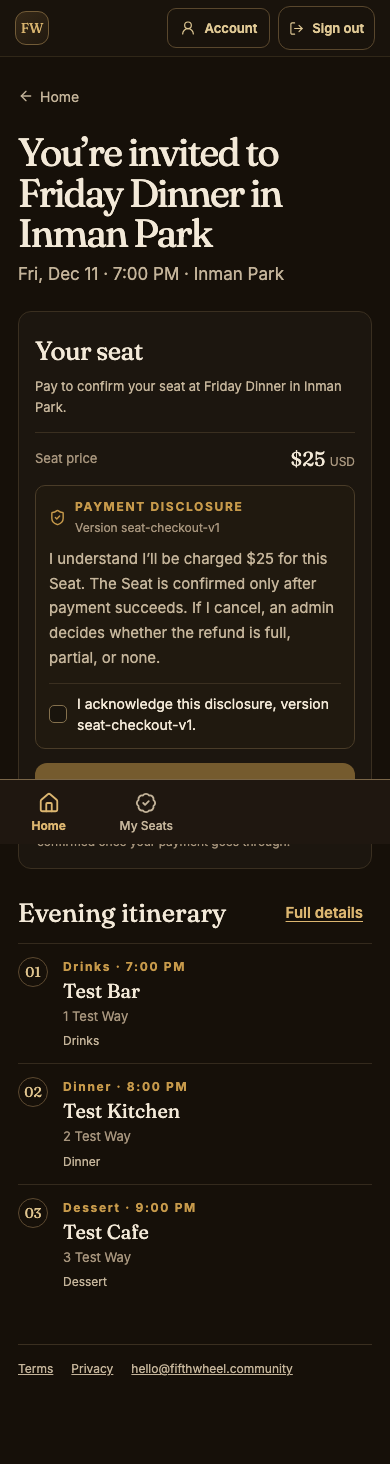 FW
Account
Sign out
Home
You’re invited to
Friday Dinner in
Inman Park
Fri, Dec 11 · 7:00 PM · Inman Park
Your seat
Pay to confirm your seat at Friday Dinner in Inman
Park.
Seat price
$25 USD
PAYMENT DISCLOSURE
Version seat-checkout-v1
I understand I’ll be charged $25 for this
Seat. The Seat is confirmed only after
payment succeeds. If I cancel, an admin
decides whether the refund is full,
partial, or none.
I acknowledge this disclosure, version
seat-checkout-v1.
Home
My Seats
confirmed once your payment goes through.
Evening itinerary
Full details
01
Drinks · 7:00 PM
Test Bar
1 Test Way
Drinks
02
Dinner · 8:00 PM
Test Kitchen
2 Test Way
Dinner
03
Dessert · 9:00 PM
Test Cafe
3 Test Way
Dessert
Terms
Privacy
hello@fifthwheel.community